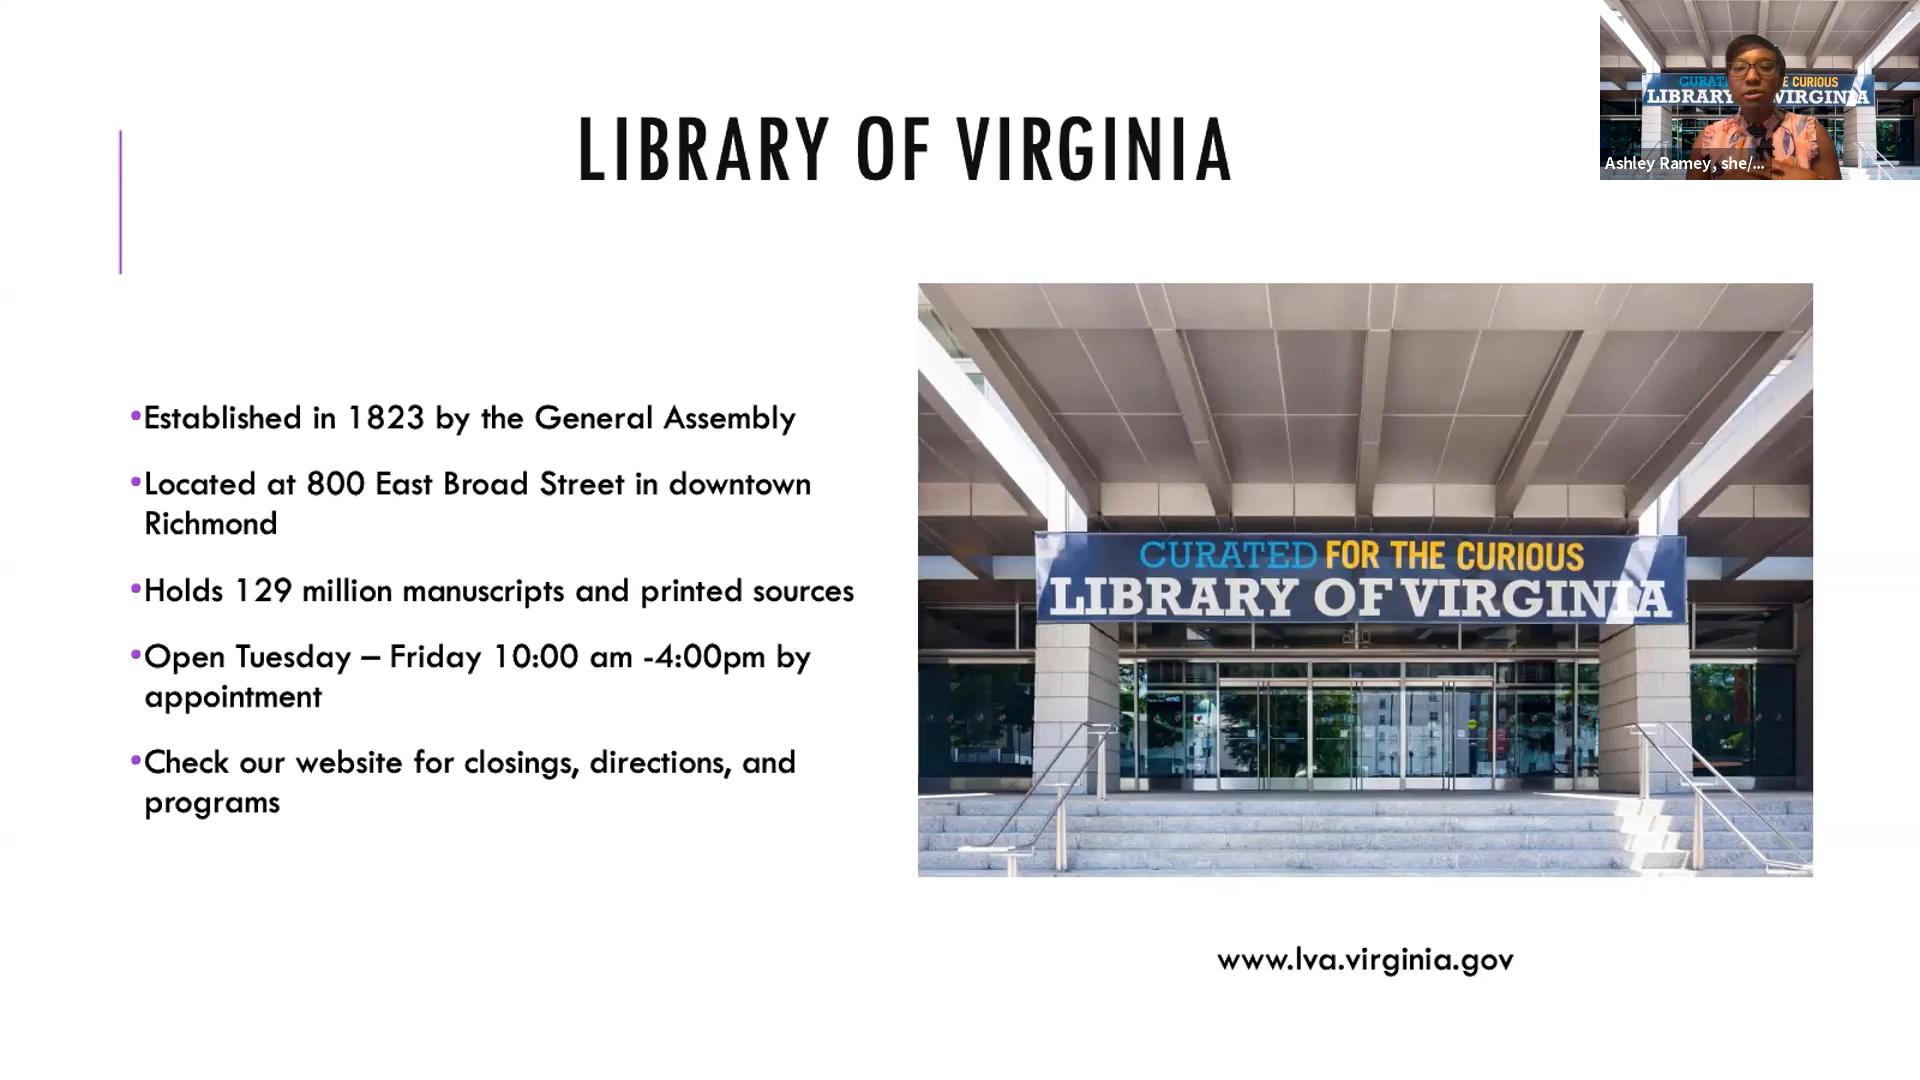 LIBRARY OF VIRGINIA
CURAT E CURIOUS
LIBRARY VIRGINIA
Ashley Ramey, she/...
•Established in 1823 by the General Assembly
•Located at 800 East Broad Street in downtown
Richmond
•Holds 129 million manuscripts and printed sources
•Open Tuesday – Friday 10:00 am -4:00pm by
appointment
•Check our website for closings, directions, and
programs
CURATED FOR THE CURIOUS
LIBRARY OF VIRGINIA
800
www.lva.virginia.gov